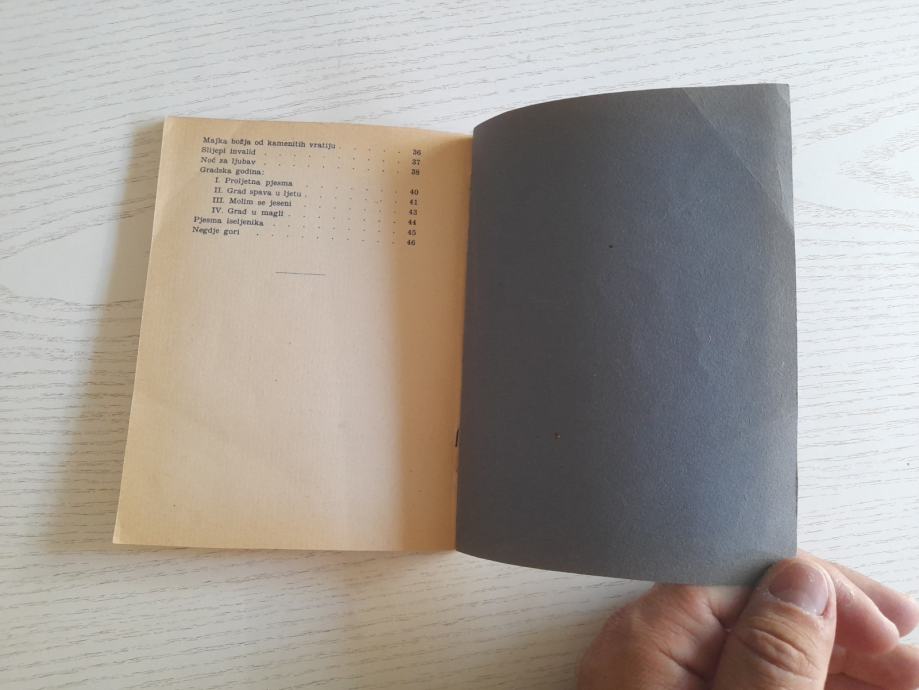 Majka božja od kamenitih vratiju . . . . . . 36
Slijepi invalid . . . . . . . . . . . 37
Noć za ljubav . . . . . . . . . . . 38
Gradska godina:
I. Proljetna pjesma . . . . . . . . 40
II. Grad spava u ljetu . . . . . . . . 41
III. Molim se jeseni . . . . . . . . 43
IV. Grad u magli . . . . . . . . . 44
Pjesma iseljenika . . . . . . . . . . 45
Negdje gori . . . . . . . . . . . 46